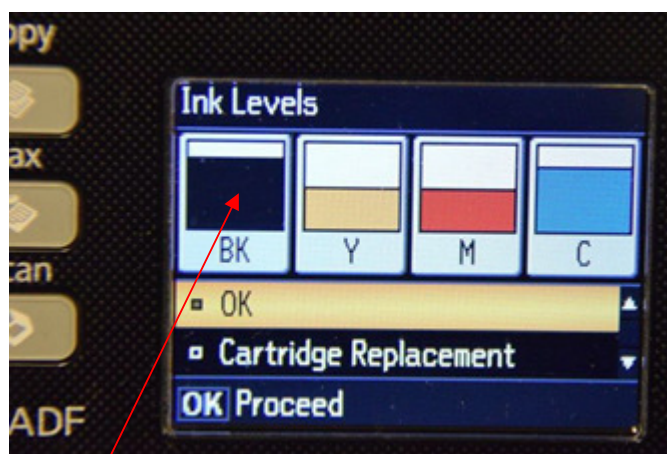 opy
Ink Levels
ax
BK Y M C
can
OK
Cartridge Replacement
ADF
OK Proceed